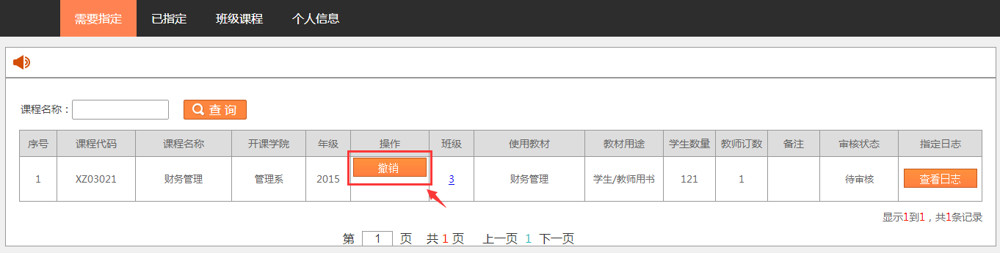 需要指定 已指定 班级课程 个人信息
课程名称： 查 询
序号 课程代码 课程名称 开课学院 年级 操作 班级 使用教材 教材用途 学生数量 教师订数 备注 审核状态 指定日志
撤销
1 XZ03021 财务管理 管理系 2015 3 财务管理 学生/教师用书 121 1 待审核 查看日志
显示1到1，共1条记录
第 1 页 共 1 页 上一页 1 下一页